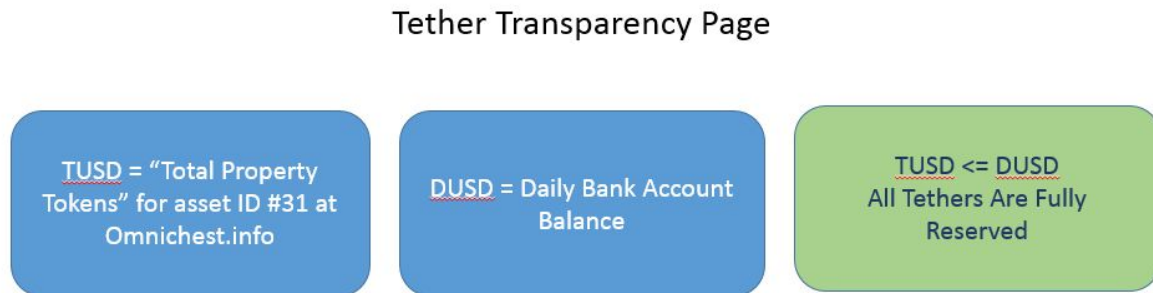 Tether Transparency Page
TUSD = “Total Property
Tokens” for asset ID #31 at
Omnichest.info
DUSD = Daily Bank Account
Balance
TUSD <= DUSD
All Tethers Are Fully
Reserved